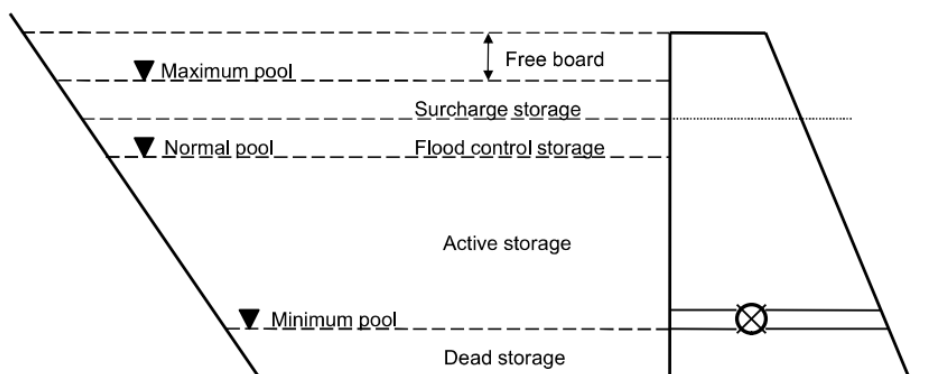 Free board
Maximum pool
Surcharge storage
Normal pool
Flood control storage
Active storage
Minimum pool
Dead storage